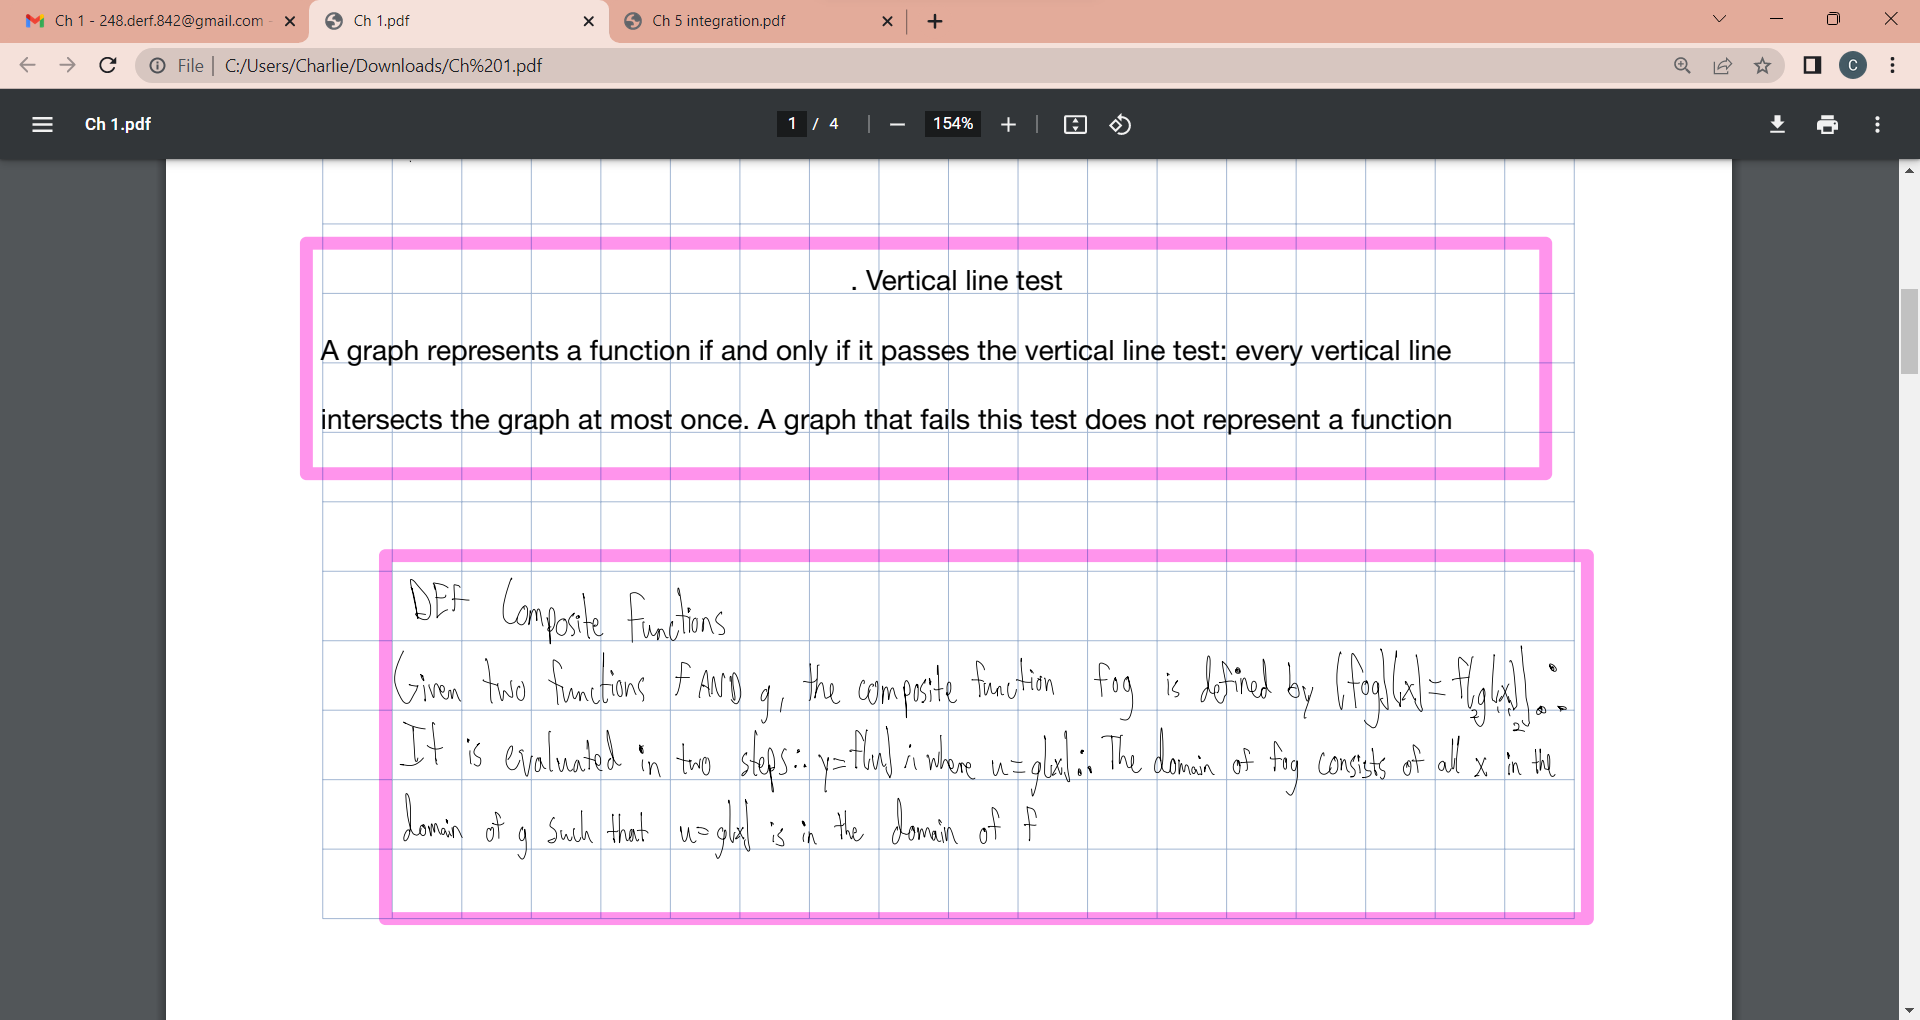 Ch 1 - 248.derf.842@gmail.com -
Ch 1.pdf
Ch 5 integration.pdf
File | C:/Users/Charlie/Downloads/Ch%201.pdf
C
Ch 1.pdf
1 / 4
154%
. Vertical line test
A graph represents a function if and only if it passes the vertical line test: every vertical line
intersects the graph at most once. A graph that fails this test does not represent a function
DEF Composite Functions
Given two functions f AND g, the composite function fog is defined by (fog)(x) = f(g(x)).
It is evaluated in two steps: y=f(u) where u=g(x). The domain of fog consists of all x in the
domain of g such that u=g(x) is in the domain of f